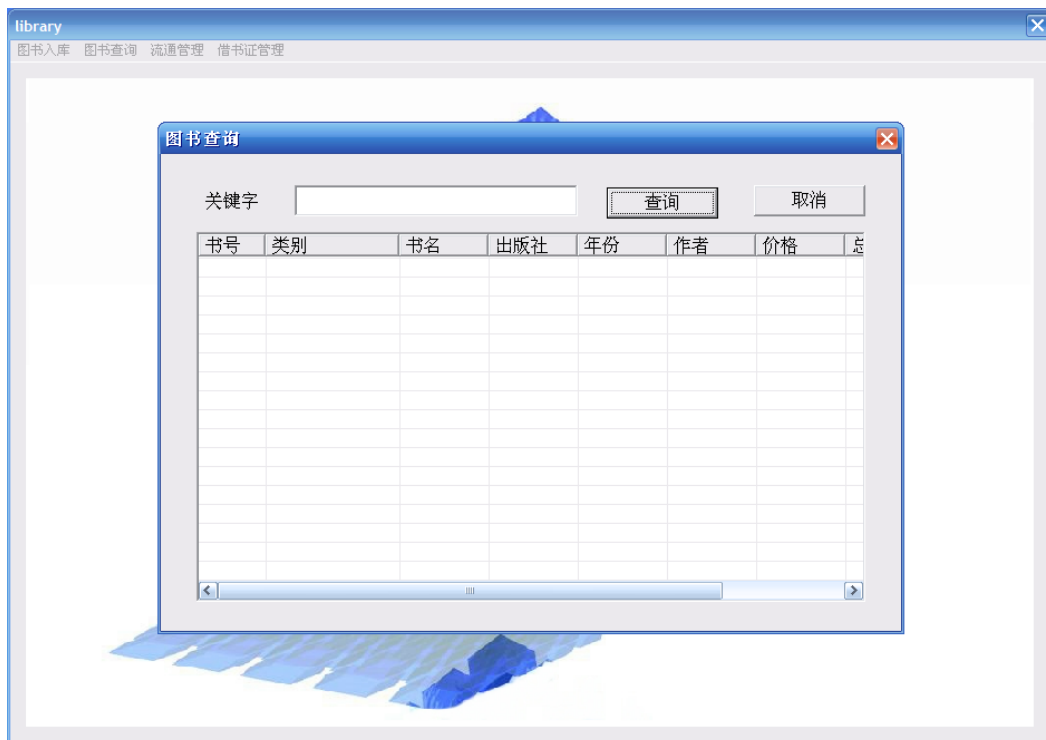 library
图书入库 图书查询 流通管理 借书证管理
图书查询
关键字 查询 取消
书号 类别 书名 出版社 年份 作者 价格